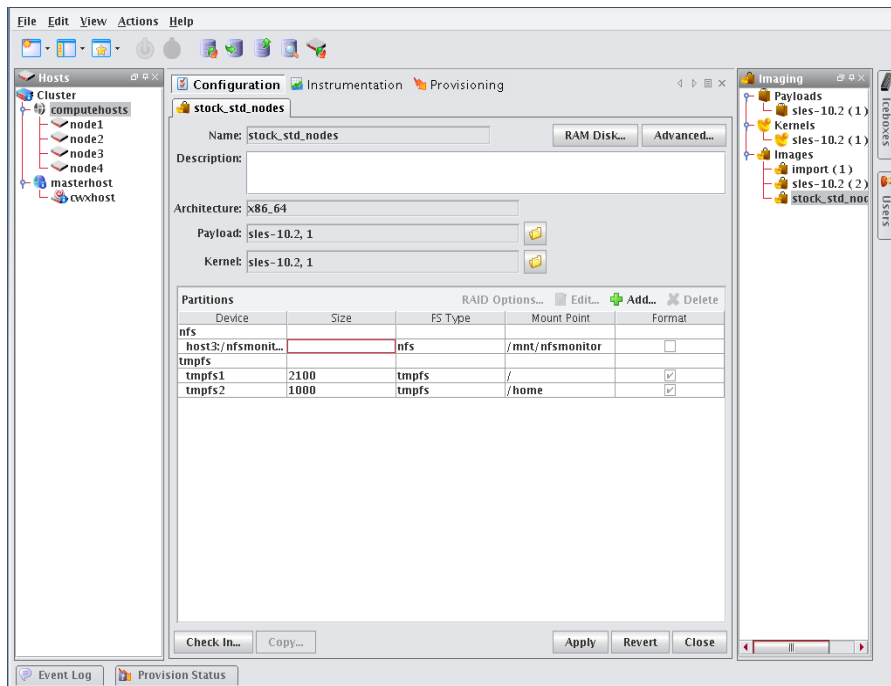 File Edit View Actions Help
Hosts
Cluster
computehosts
node1
node2
node3
node4
masterhost
cwxhost
Configuration Instrumentation Provisioning
stock_std_nodes
Name: stock_std_nodes RAM Disk... Advanced...
Description:
Architecture: x86_64
Payload: sles-10.2, 1
Kernel: sles-10.2, 1
Partitions RAID Options... Edit... Add... Delete
Device Size FS Type Mount Point Format
nfs
host3:/nfsmonit... nfs /mnt/nfsmonitor
tmpfs
tmpfs1 2100 tmpfs /
tmpfs2 1000 tmpfs /home
Check In... Copy... Apply Revert Close
Imaging
Payloads
sles-10.2 (1)
Kernels
sles-10.2 (1)
Images
import (1)
sles-10.2 (2)
stock_std_nod
Iceboxes
Users
Event Log Provision Status